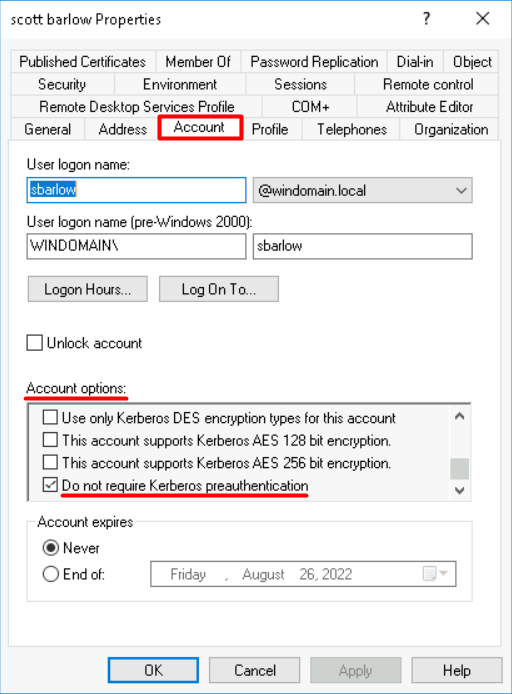 scott barlow Properties ? ×
Published Certificates Member Of Password Replication Dial-in Object
Security Environment Sessions Remote control
Remote Desktop Services Profile COM+ Attribute Editor
General Address Account Profile Telephones Organization
User logon name:
sbarlow @windomain.local
User logon name (pre-Windows 2000):
WINDOMAIN\ sbarlow
Logon Hours... Log On To...
Unlock account
Account options:
Use only Kerberos DES encryption types for this account
This account supports Kerberos AES 128 bit encryption.
This account supports Kerberos AES 256 bit encryption.
Do not require Kerberos preauthentication
Account expires
Never
End of: Friday , August 26, 2022
OK Cancel Apply Help